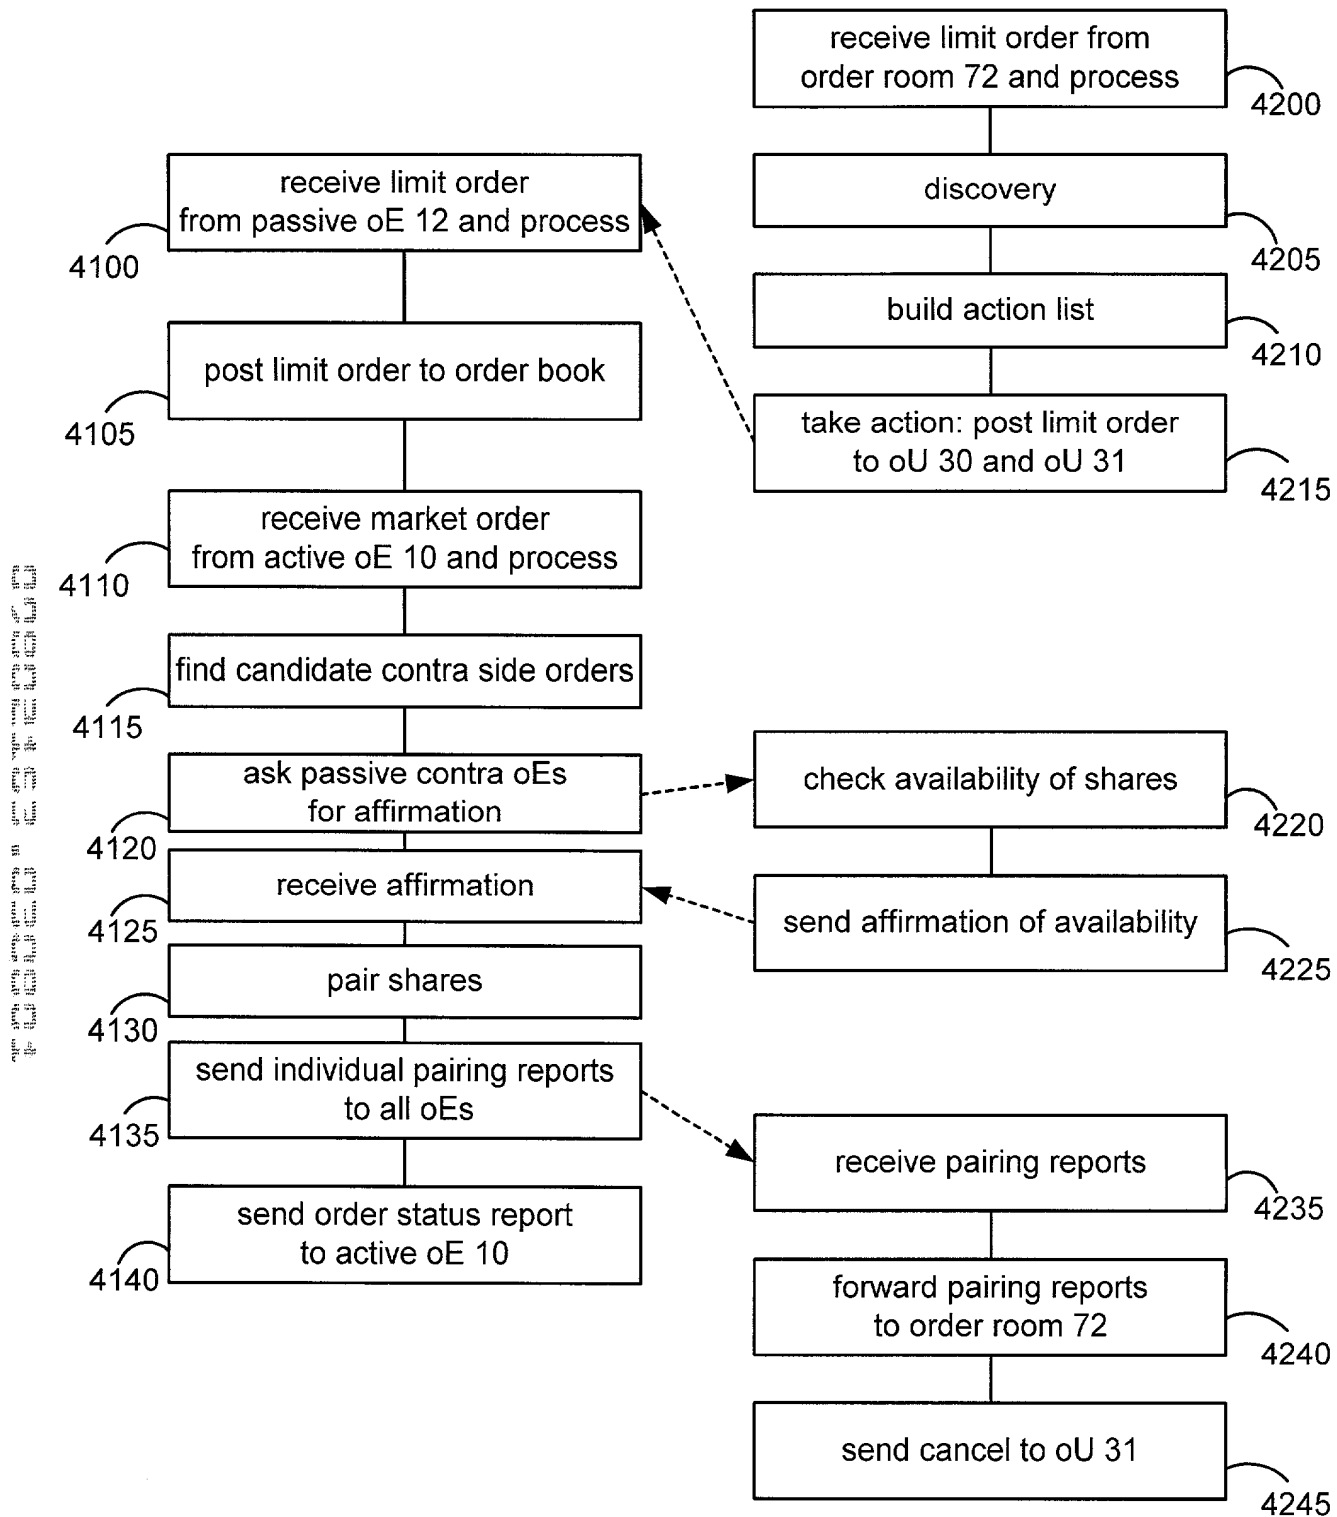 receive limit order from
order room 72 and process
4200
discovery
4205
build action list
4210
take action: post limit order
to oU 30 and oU 31
4215
receive limit order
from passive oE 12 and process
4100
post limit order to order book
4105
receive market order
from active oE 10 and process
4110
find candidate contra side orders
4115
ask passive contra oEs
for affirmation
4120
receive affirmation
4125
pair shares
4130
send individual pairing reports
to all oEs
4135
send order status report
to active oE 10
4140
check availability of shares
4220
send affirmation of availability
4225
receive pairing reports
4235
forward pairing reports
to order room 72
4240
send cancel to oU 31
4245